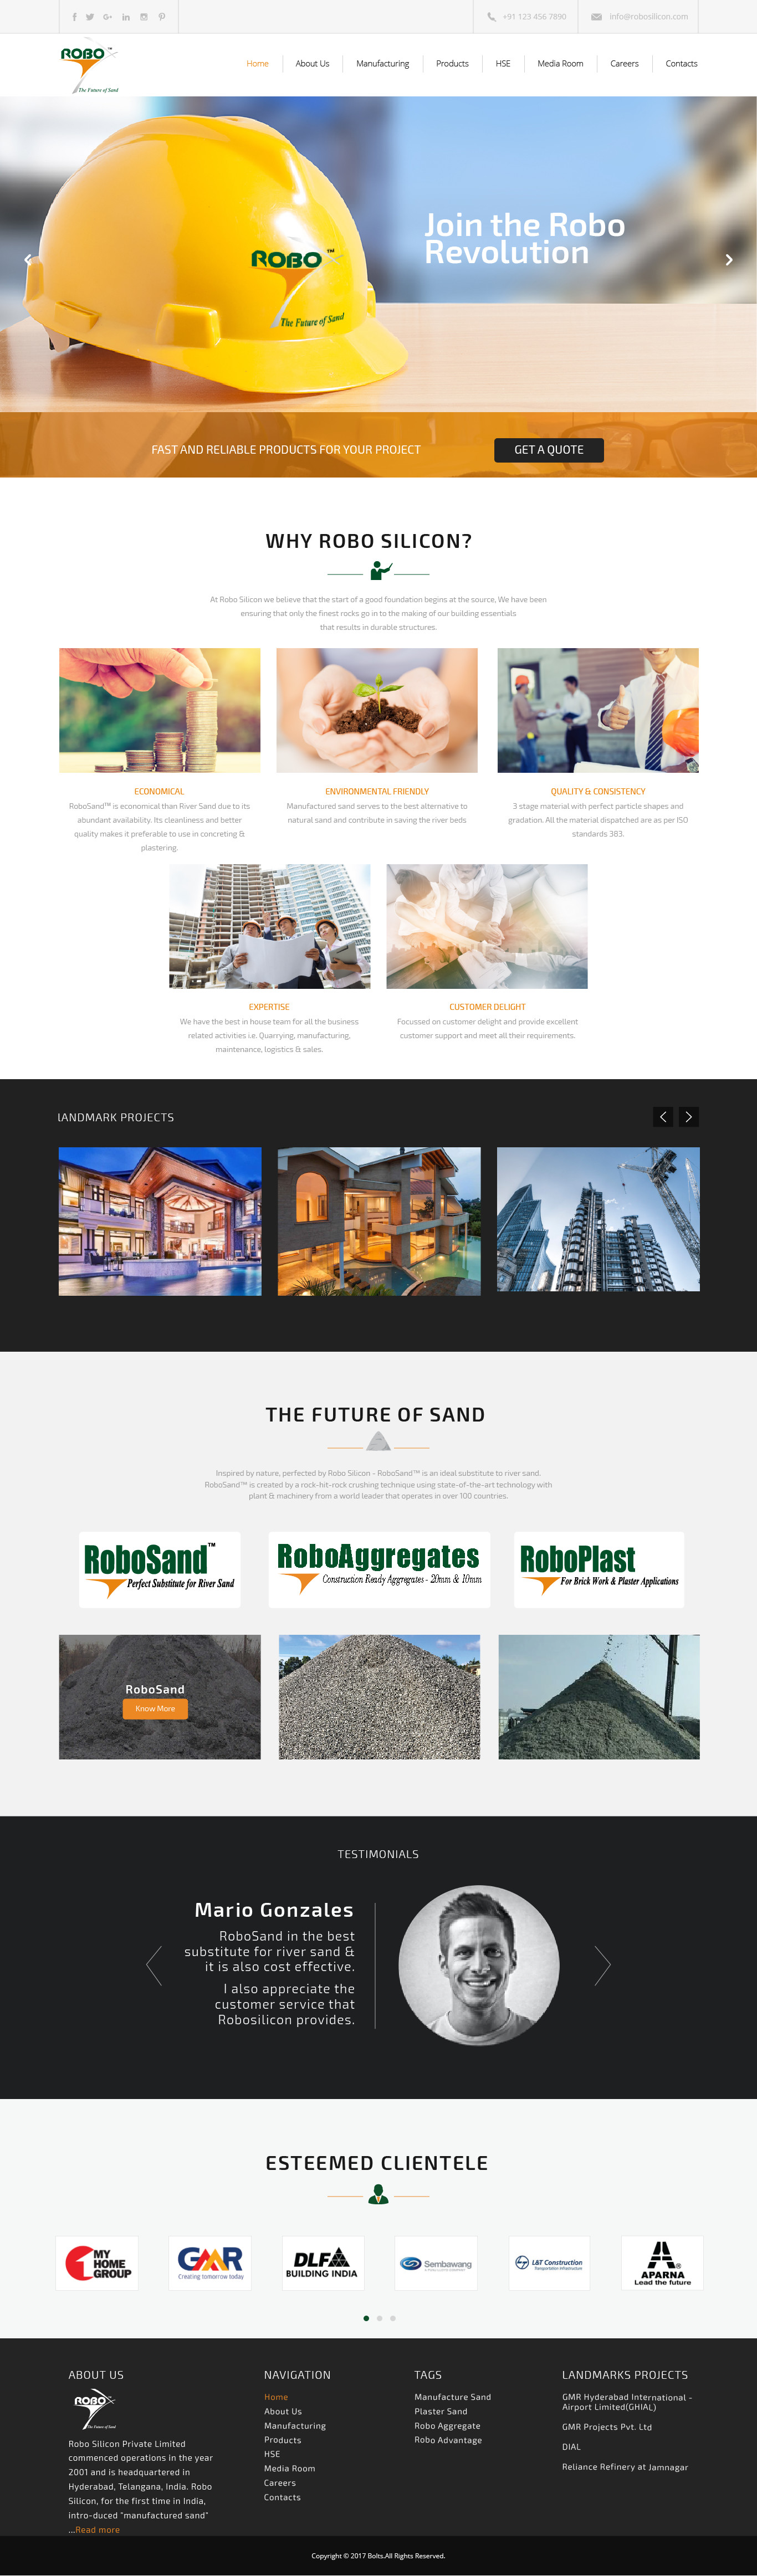 +91 123 456 7890
info@robosilicon.com
ROBO™
The Future of Sand
Home
About Us
Manufacturing
Products
HSE
Media Room
Careers
Contacts
Join the Robo
Revolution
ROBO™
The Future of Sand
FAST AND RELIABLE PRODUCTS FOR YOUR PROJECT
GET A QUOTE
WHY ROBO SILICON?
At Robo Silicon we believe that the start of a good foundation begins at the source, We have been
ensuring that only the finest rocks go in to the making of our building essentials
that results in durable structures.
ECONOMICAL
RoboSand™ is economical than River Sand due to its
abundant availability. Its cleanliness and better
quality makes it preferable to use in concreting &
plastering.
ENVIRONMENTAL FRIENDLY
Manufactured sand serves to the best alternative to
natural sand and contribute in saving the river beds
QUALITY & CONSISTENCY
3 stage material with perfect particle shapes and
gradation. All the material dispatched are as per ISO
standards 383.
EXPERTISE
We have the best in house team for all the business
related activities i.e. Quarrying, manufacturing,
maintenance, logistics & sales.
CUSTOMER DELIGHT
Focussed on customer delight and provide excellent
customer support and meet all their requirements.
LANDMARK PROJECTS
THE FUTURE OF SAND
Inspired by nature, perfected by Robo Silicon - RoboSand™ is an ideal substitute to river sand.
RoboSand™ is created by a rock-hit-rock crushing technique using state-of-the-art technology with
plant & machinery from a world leader that operates in over 100 countries.
RoboSand™
Perfect Substitute for River Sand
RoboAggregates
Construction Ready Aggregates - 20mm & 10mm
RoboPlast
For Brick Work & Plaster Applications
RoboSand
Know More
TESTIMONIALS
Mario Gonzales
RoboSand in the best
substitute for river sand &
it is also cost effective.
I also appreciate the
customer service that
Robosilicon provides.
ESTEEMED CLIENTELE
MY
HOME
GROUP
GMR
Creating tomorrow today
DLF
BUILDING INDIA
Sembawang
L&T Construction
Transportation Infrastructure
APARNA
Lead the future
ABOUT US
ROBO
The Future of Sand
Robo Silicon Private Limited
commenced operations in the year
2001 and is headquartered in
Hyderabad, Telangana, India. Robo
Silicon, for the first time in India,
intro-duced "manufactured sand"
...Read more
NAVIGATION
Home
About Us
Manufacturing
Products
HSE
Media Room
Careers
Contacts
TAGS
Manufacture Sand
Plaster Sand
Robo Aggregate
Robo Advantage
LANDMARKS PROJECTS
GMR Hyderabad International -
Airport Limited(GHIAL)
GMR Projects Pvt. Ltd
DIAL
Reliance Refinery at Jamnagar
Copyright © 2017 Bolts.All Rights Reserved.